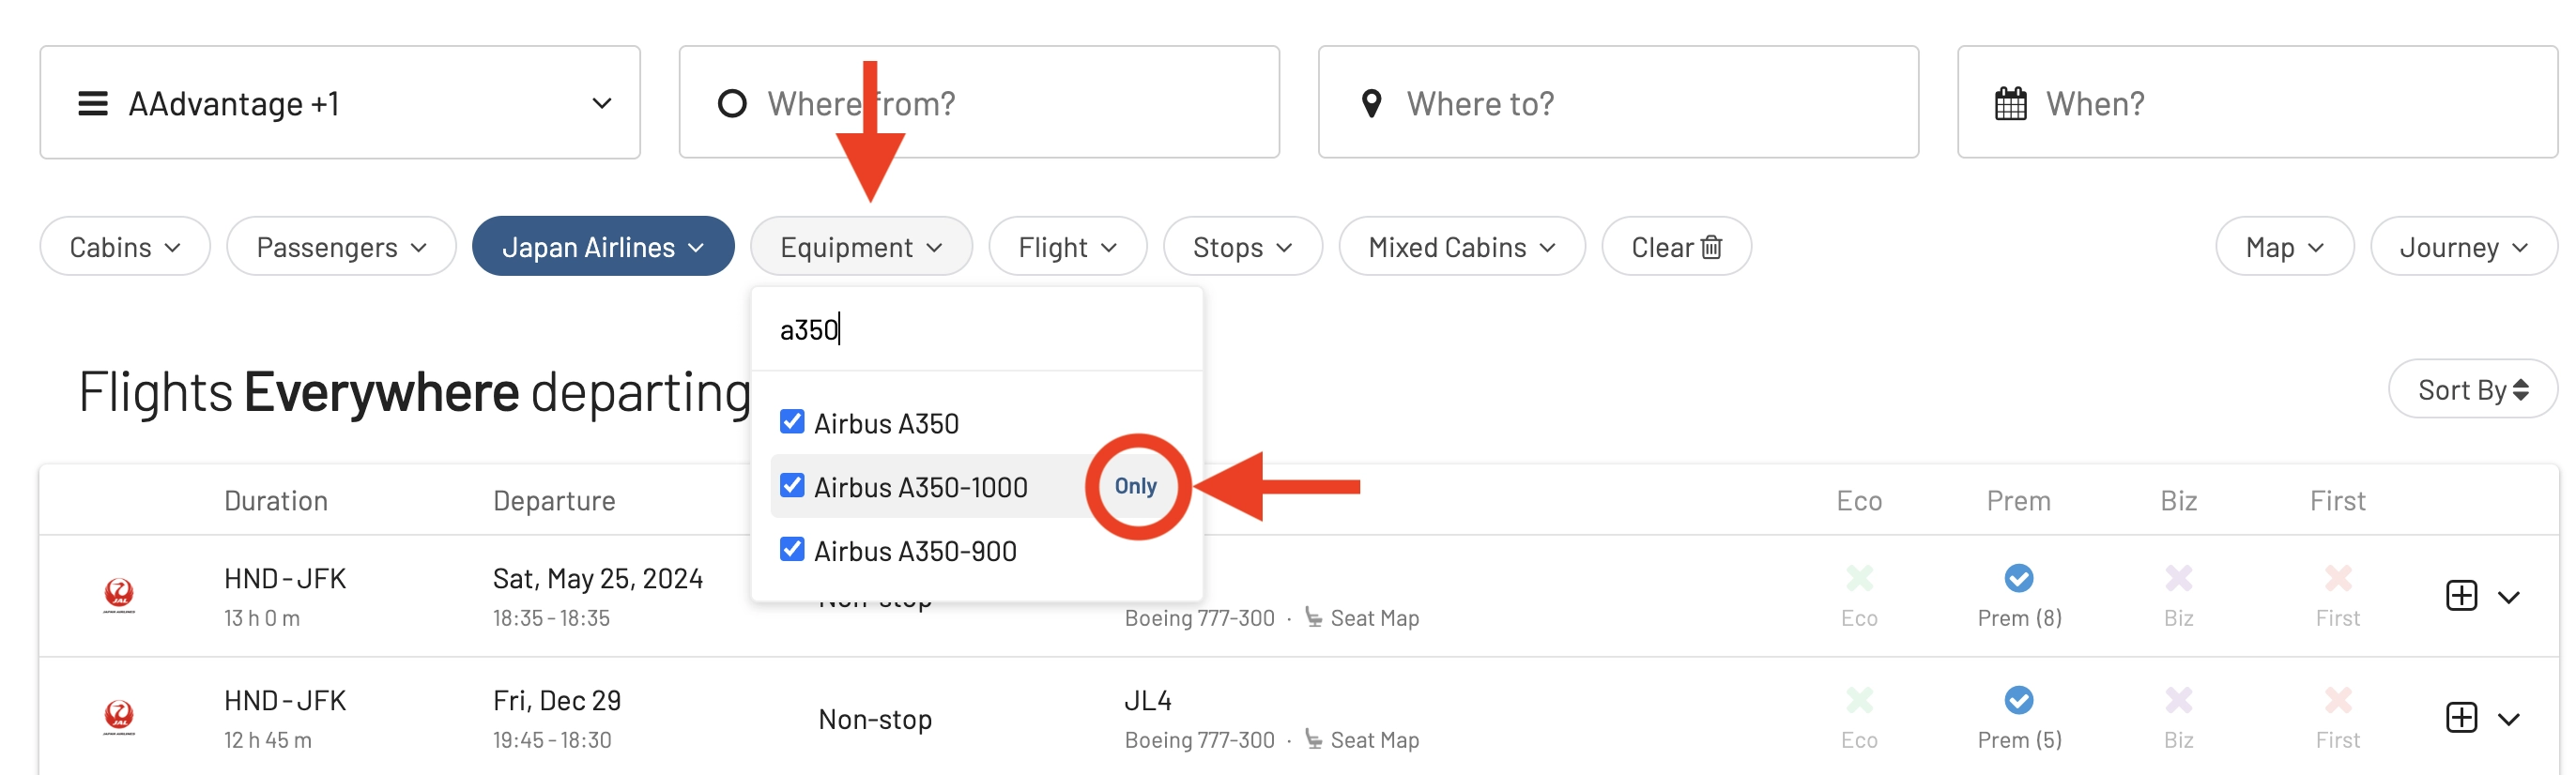 AAdvantage +1
Where from?
Where to?
When?
Cabins
Passengers
Japan Airlines
Equipment
Flight
Stops
Mixed Cabins
Clear
Map
Journey
a350
Flights Everywhere departing
Sort By
Airbus A350
Airbus A350-1000
Only
Airbus A350-900
Duration
Departure
Eco
Prem
Biz
First
JAL
HND - JFK
13 h 0 m
Sat, May 25, 2024
18:35 - 18:35
Non-stop
Boeing 777-300 · Seat Map
Eco
Prem (8)
Biz
First
JAL
HND - JFK
12 h 45 m
Fri, Dec 29
19:45 - 18:30
Non-stop
JL4
Boeing 777-300 · Seat Map
Eco
Prem (5)
Biz
First